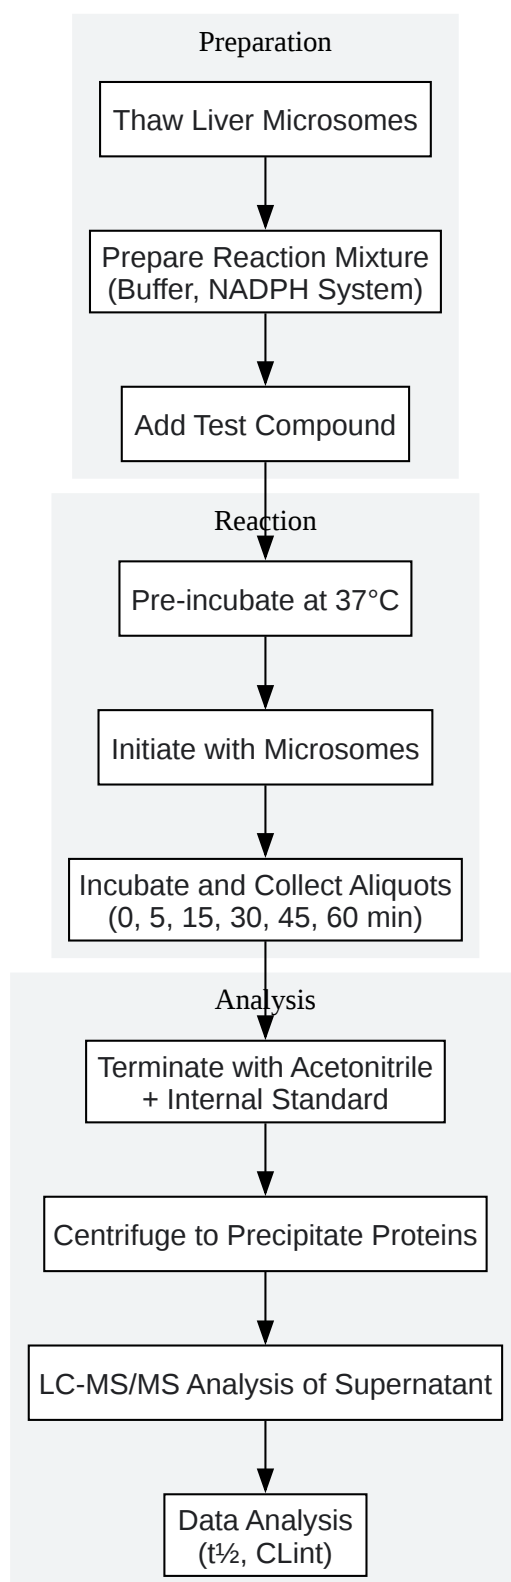 Preparation
Thaw Liver Microsomes
Prepare Reaction Mixture
(Buffer, NADPH System)
Add Test Compound
Reaction
Pre-incubate at 37°C
Initiate with Microsomes
Incubate and Collect Aliquots
(0, 5, 15, 30, 45, 60 min)
Analysis
Terminate with Acetonitrile
+ Internal Standard
Centrifuge to Precipitate Proteins
LC-MS/MS Analysis of Supernatant
Data Analysis
(t½, CLint)